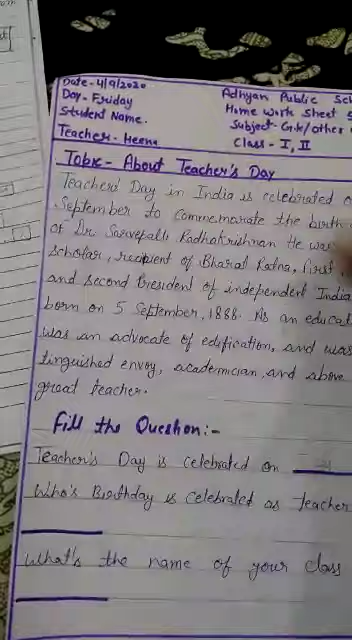 Date - 4/9/2020
Day - Friday
Student Name.
Teacher - Heena
Adhyan Public Sch
Home work Sheet 5
Subject - G.K/other
Class - I, II
Topic - About Teacher's Day
Teacherd Day in India is celebrated o
September to commemorate the birth
of Dr. Sarvepalli Radhakrishnan He was
scholar, recipient of Bharat Ratna, first
and second President of independent India
born on 5 September, 1888. As an educat
was an advocate of edification, and was
tinguished envoy, academician, and above
great teacher.
Fill the Question:-
Teacher's Day is celebrated on
Who's Birthday is celebrated as teacher
What's the name of your class